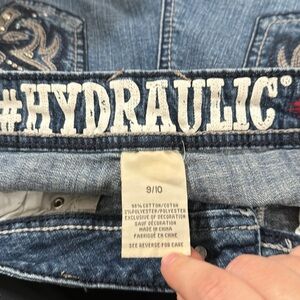 #HYDRAULIC®
9/10
98% COTTON/COTON
2% POLYESTER/POLYESTER
EXCLUSIVE OF DECORATION
SAUF DÉCORATION
MADE IN CHINA
FABRIQUÉ EN CHINE
SEE REVERSE FOR CARE